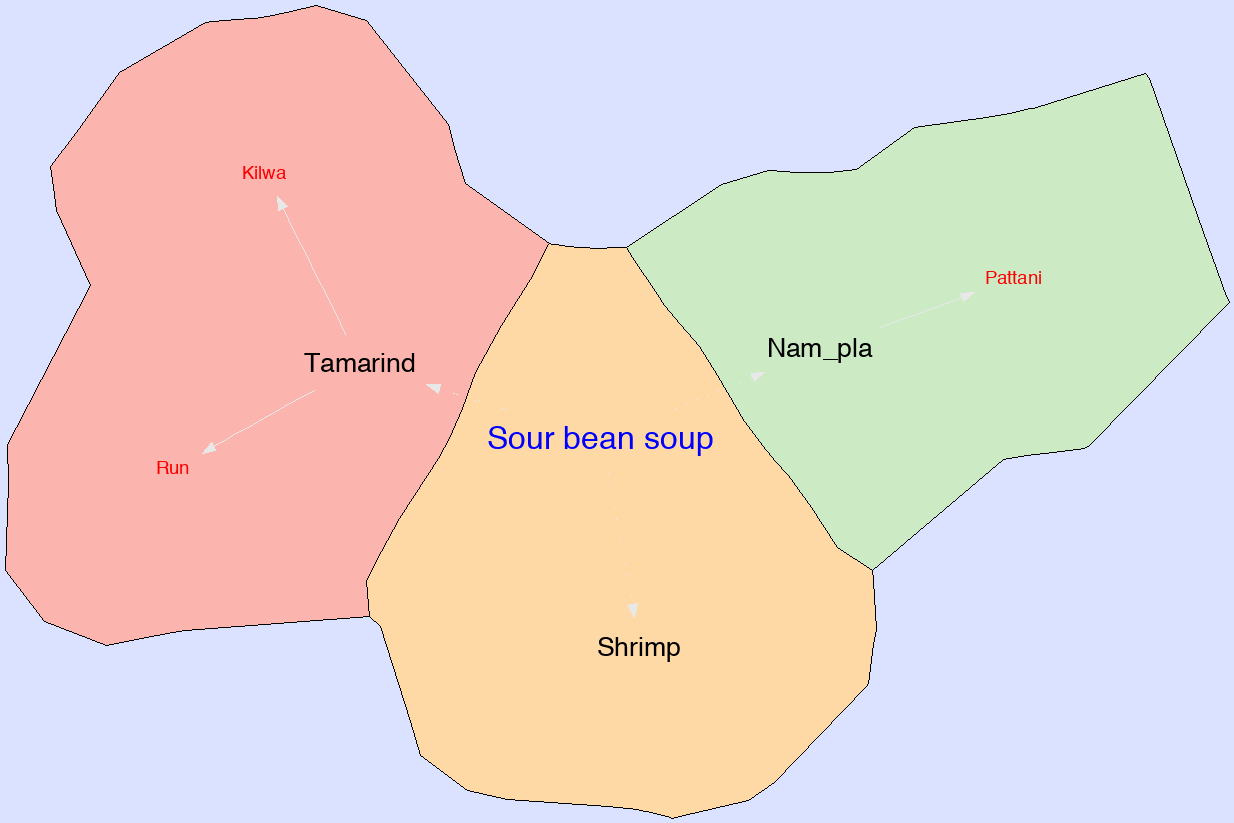 Kilwa
Pattani
Nam_pla
Tamarind
Sour bean soup
Run
Shrimp